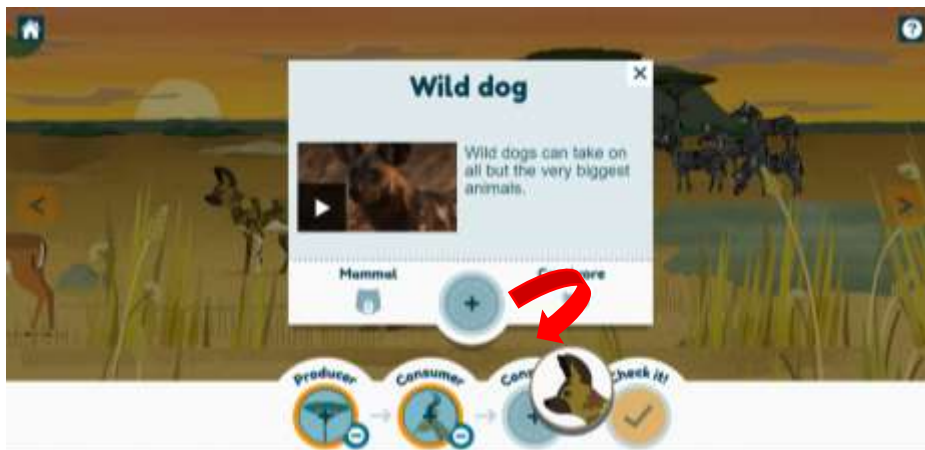 ?
×
Wild dog
Wild dogs can take on
all but the very biggest
animals.
Mammal
Producer
Consumer
Check it!